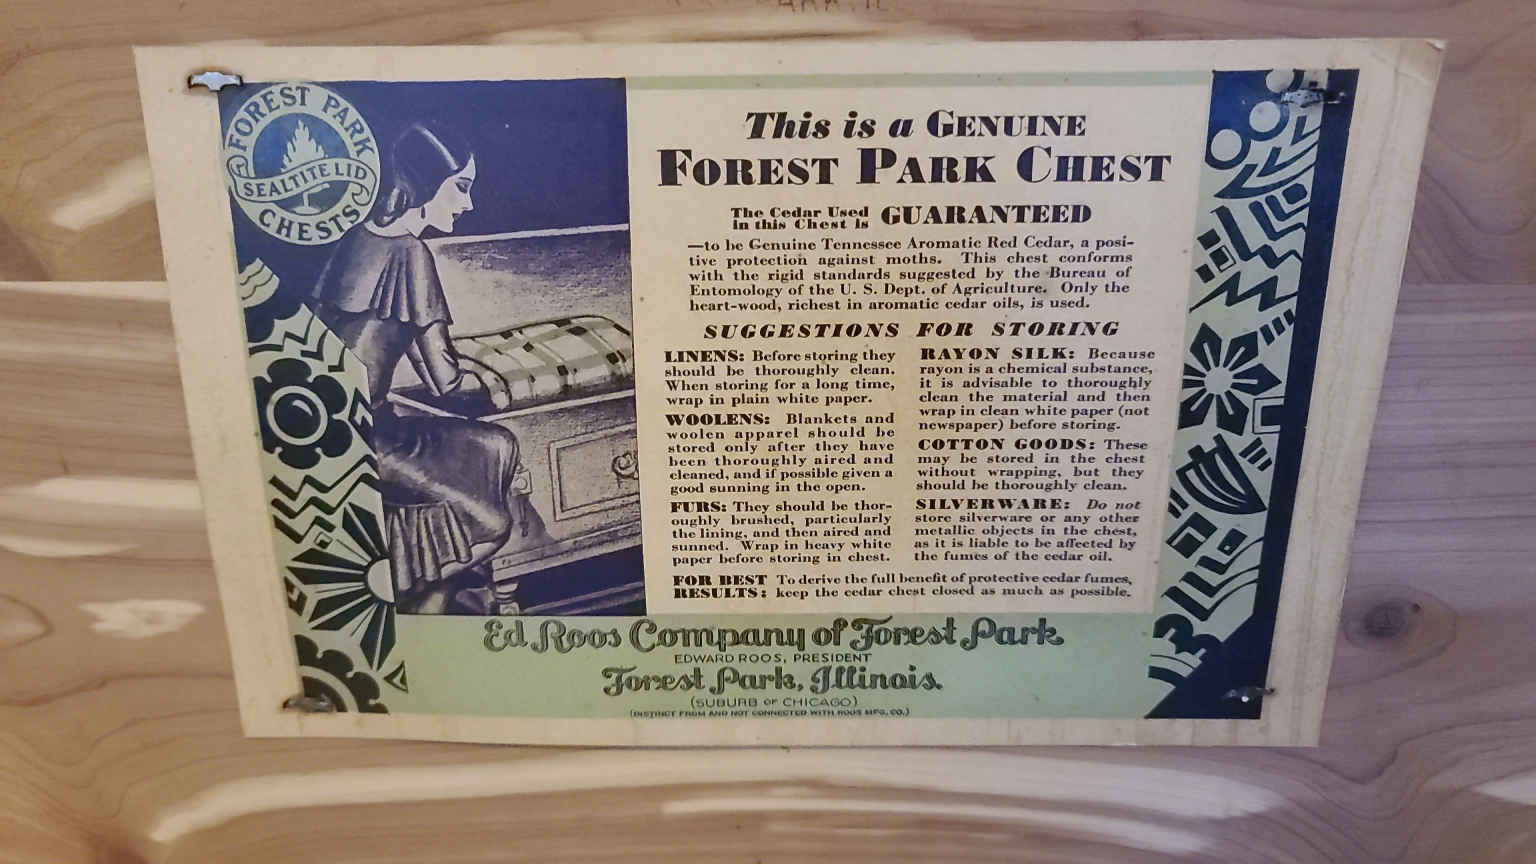 FOREST PARK
SEALTITE LID
CHESTS
This is a GENUINE
FOREST PARK CHEST
The Cedar Used
in this Chest is GUARANTEED
—to be Genuine Tennessee Aromatic Red Cedar, a posi-
tive protection against moths. This chest conforms
with the rigid standards suggested by the Bureau of
Entomology of the U. S. Dept. of Agriculture. Only the
heart-wood, richest in aromatic cedar oils, is used.
SUGGESTIONS FOR STORING
LINENS: Before storing they
should be thoroughly clean.
When storing for a long time,
wrap in plain white paper.
WOOLENS: Blankets and
woolen apparel should be
stored only after they have
been thoroughly aired and
cleaned, and if possible given a
good sunning in the open.
FURS: They should be thor-
oughly brushed, particularly
the lining, and then aired and
sunned. Wrap in heavy white
paper before storing in chest.
RAYON SILK: Because
rayon is a chemical substance,
it is advisable to thoroughly
clean the material and then
wrap in clean white paper (not
newspaper) before storing.
COTTON GOODS: These
may be stored in the chest
without wrapping, but they
should be thoroughly clean.
SILVERWARE: Do not
store silverware or any other
metallic objects in the chest,
as it is liable to be affected by
the fumes of the cedar oil.
FOR BEST RESULTS: To derive the full benefit of protective cedar fumes,
keep the cedar chest closed as much as possible.
Ed Roos Company of Forest Park
EDWARD ROOS, PRESIDENT
Forest Park, Illinois.
(SUBURB OF CHICAGO)
(DISTINCT FROM AND NOT CONNECTED WITH ROOS MFG. CO.)